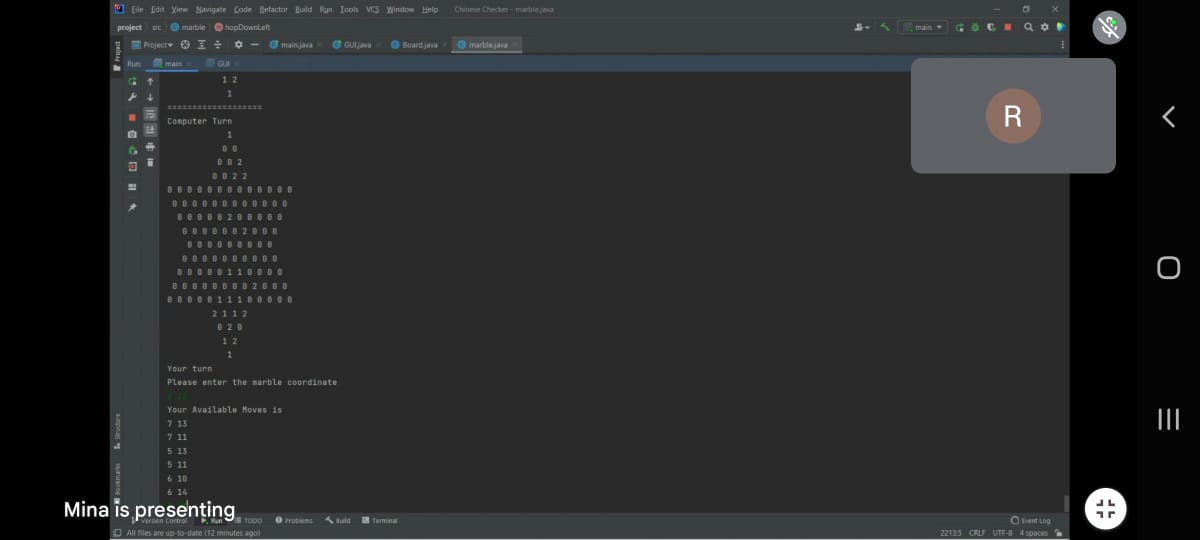 File Edit View Navigate Code Refactor Build Run Tools VCS Window Help Chinese Checker - marble.java
project src marble hopDownLeft main
Project Project main.java GUI.java Board.java marble.java
Run: main GUI
1 2
1
===================
Computer Turn
1
0 0
0 0 2
0 0 2 2
0 0 0 0 0 0 0 0 0 0 0 0 0
0 0 0 0 0 0 0 0 0 0 0 0
0 0 0 0 0 2 0 0 0 0 0
0 0 0 0 0 0 2 0 0 0
0 0 0 0 0 0 0 0 0
0 0 0 0 0 0 0 0 0 0
0 0 0 0 0 1 1 0 0 0 0
0 0 0 0 0 0 0 0 2 0 0 0
0 0 0 0 0 1 1 1 0 0 0 0 0
2 1 1 2
0 2 0
1 2
1
Your turn
Please enter the marble coordinate
Your Available Moves is
7 13
7 11
5 13
5 11
6 10
6 14
R
Structure
Bookmarks
Mina is presenting
Version Control Run TODO Problems Build Terminal Event Log
All files are up-to-date (12 minutes ago) 2213:5 CRLF UTF-8 4 spaces